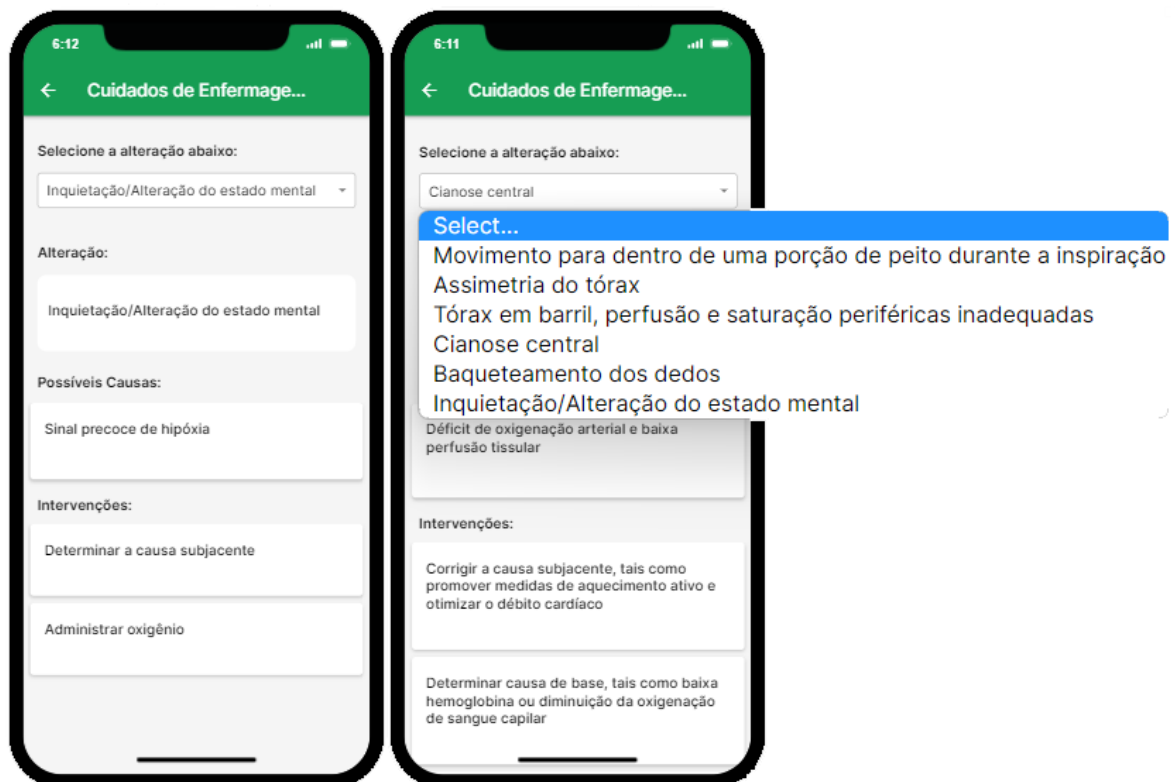 6:12
Cuidados de Enfermage...
Selecione a alteração abaixo:
Inquietação/Alteração do estado mental
Alteração:
Inquietação/Alteração do estado mental
Possíveis Causas:
Sinal precoce de hipóxia
Intervenções:
Determinar a causa subjacente
Administrar oxigênio
6:11
Cuidados de Enfermage...
Selecione a alteração abaixo:
Cianose central
Select...
Movimento para dentro de uma porção de peito durante a inspiração
Assimetria do tórax
Tórax em barril, perfusão e saturação periféricas inadequadas
Cianose central
Baqueteamento dos dedos
Inquietação/Alteração do estado mental
Déficit de oxigenação arterial e baixa
perfusão tissular
Intervenções:
Corrigir a causa subjacente, tais como
promover medidas de aquecimento ativo e
otimizar o débito cardíaco
Determinar causa de base, tais como baixa
hemoglobina ou diminuição da oxigenação
de sangue capilar